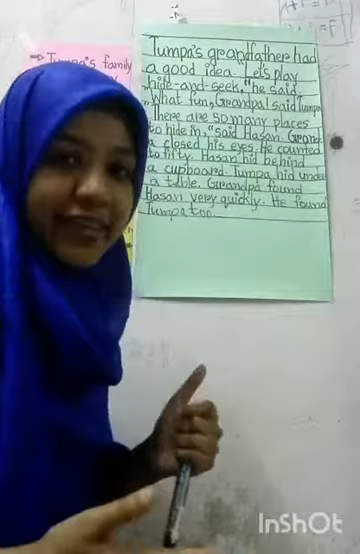 ⇒ Tumpa's family
Tumpa's grandfather had
a good idea "Let's play
hide-and-seek," he said.
"What fun, Grandpa! said Tumpa
"There are so many places
to hide in," said Hasan. Grand-
a closed his eyes. He counted
to fifty. Hasan hid behind
a cupboard. Tumpa hid under
a table. Grandpa found
Hasan very quickly. He found
Tumpa too.
InShOt